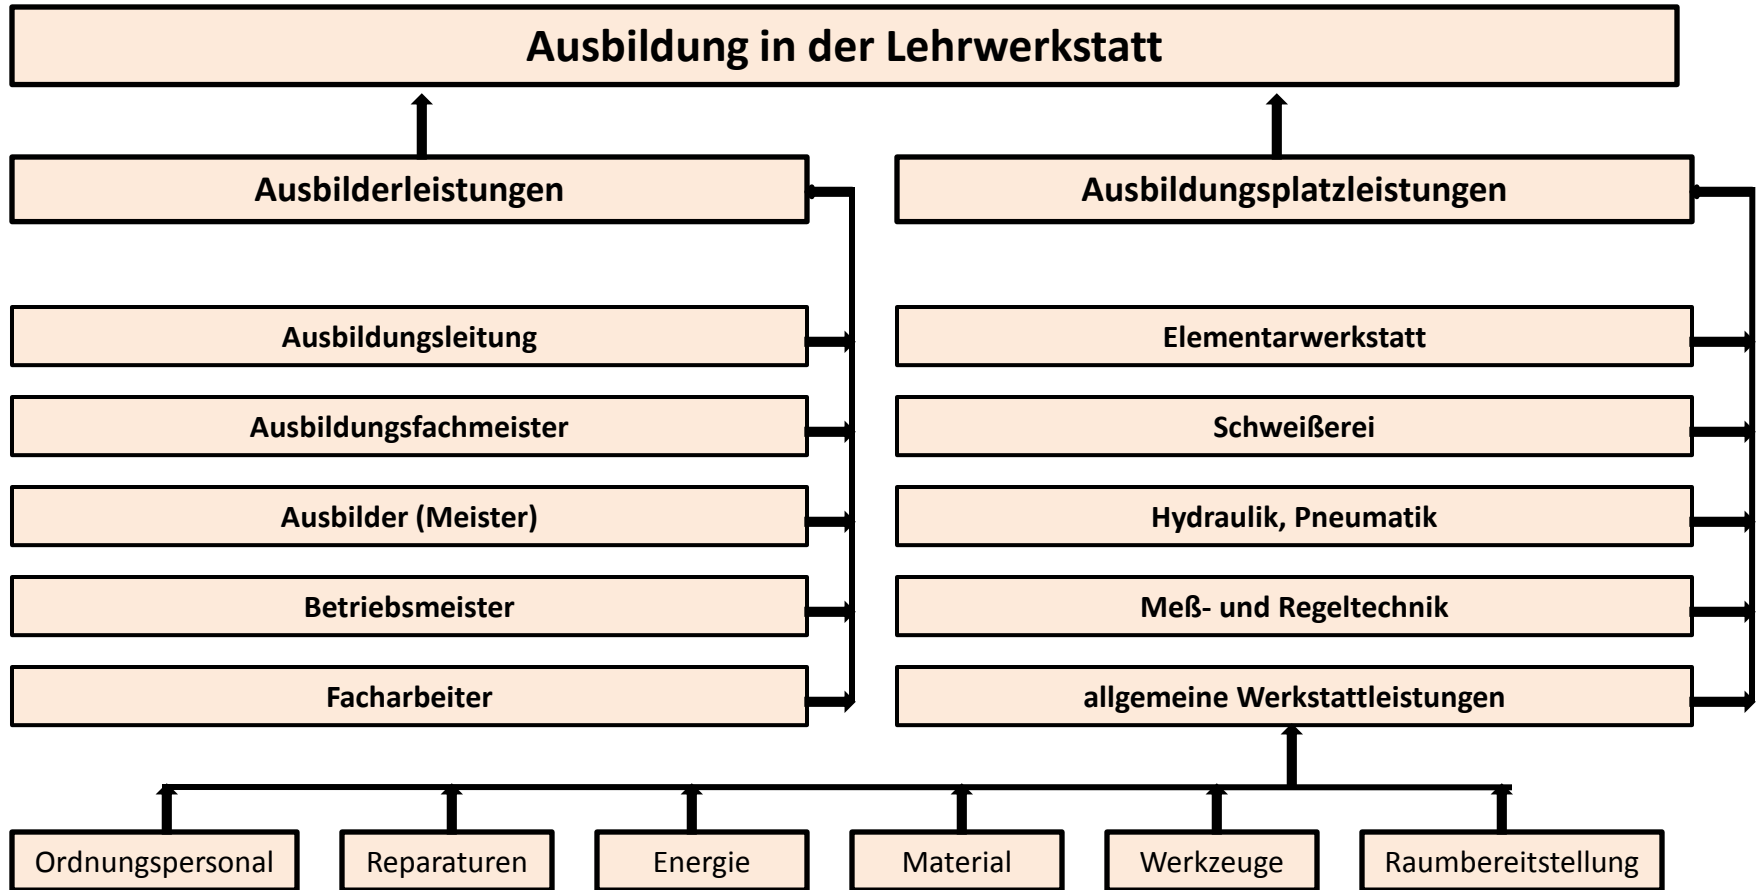 Ausbildung in der Lehrwerkstatt
Ausbilderleistungen
Ausbildungsplatzleistungen
Ausbildungsleitung
Elementarwerkstatt
Ausbildungsfachmeister
Schweißerei
Ausbilder (Meister)
Hydraulik, Pneumatik
Betriebsmeister
Meß- und Regeltechnik
Facharbeiter
allgemeine Werkstattleistungen
Ordnungspersonal
Reparaturen
Energie
Material
Werkzeuge
Raumbereitstellung